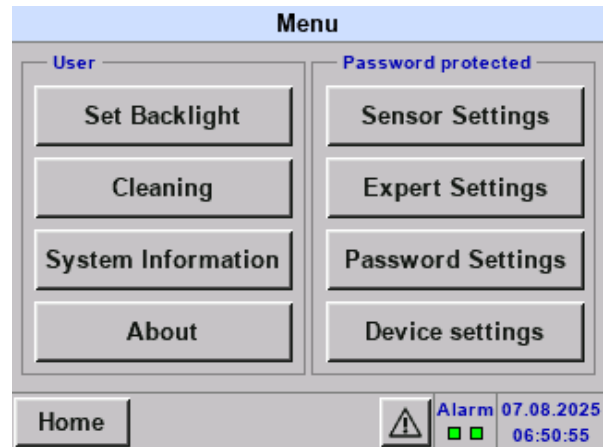 Menu
User
Set Backlight
Cleaning
System Information
About
Password protected
Sensor Settings
Expert Settings
Password Settings
Device settings
Home
Alarm
07.08.2025
06:50:55